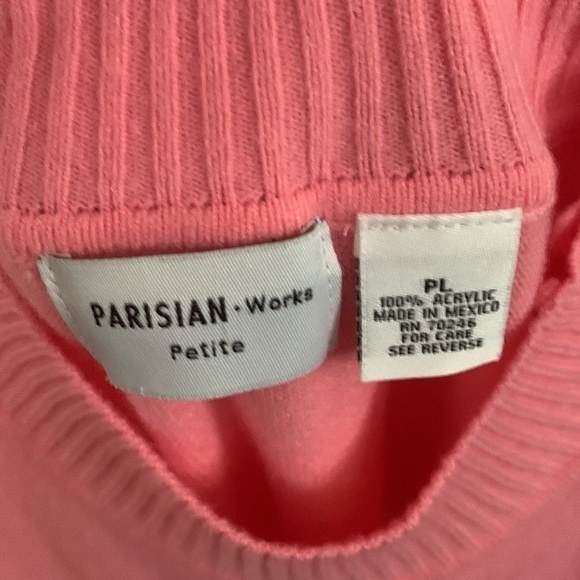 PARISIAN · Works
Petite
PL
100% ACRYLIC
MADE IN MEXICO
RN 70246
FOR CARE
SEE REVERSE